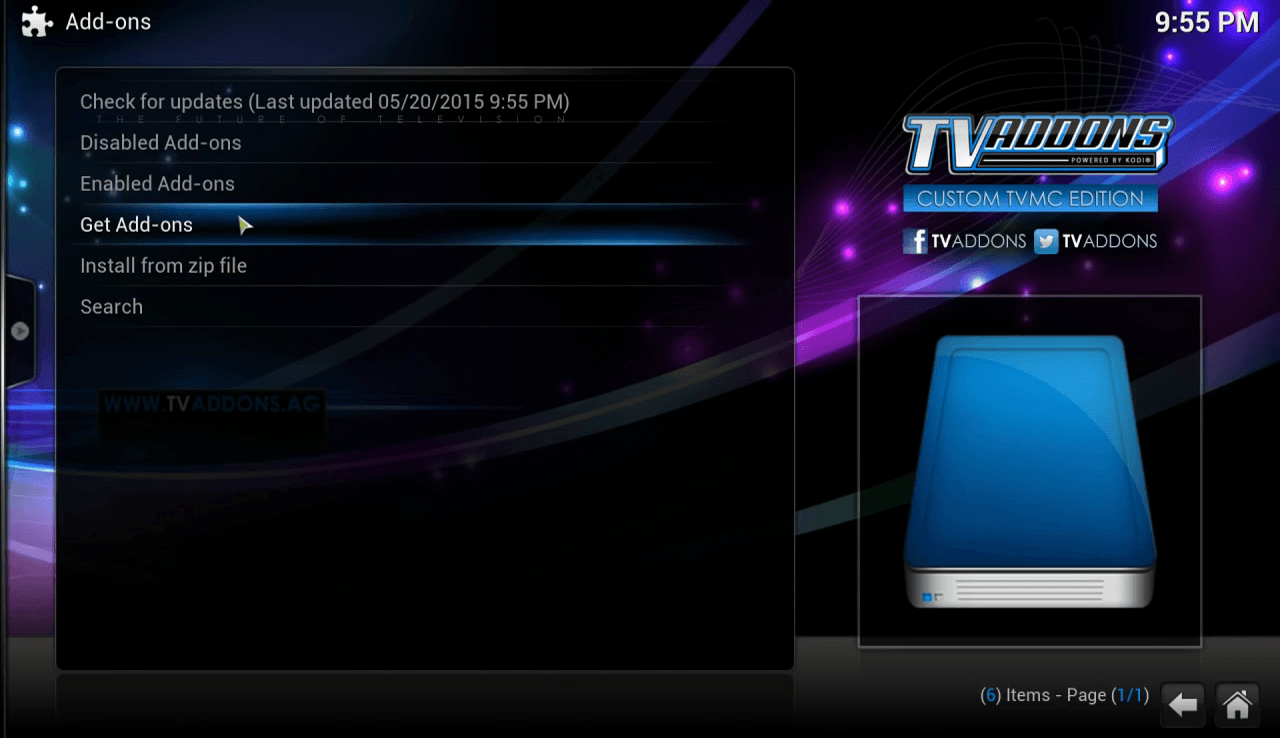 Add-ons
9:55 PM
Check for updates (Last updated 05/20/2015 9:55 PM)
THE FUTURE OF TELEVISION
Disabled Add-ons
Enabled Add-ons
Get Add-ons
Install from zip file
Search
WWW.TVADDONS.AG
TVADDONS
POWERED BY KODI®
CUSTOM TVMC EDITION
f TVADDONS TVADDONS
(6) Items - Page (1/1)